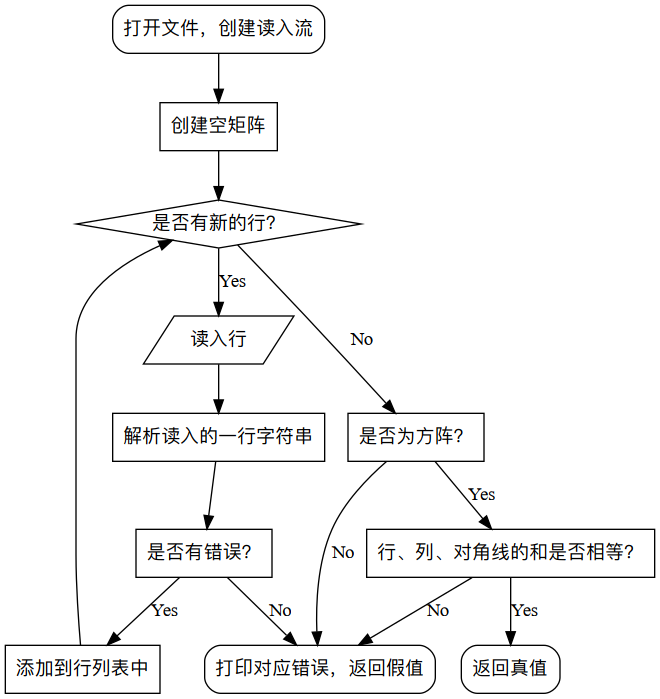 打开文件，创建读入流
创建空矩阵
是否有新的行？
Yes
读入行
No
解析读入的一行字符串
是否为方阵？
Yes
No
是否有错误？
行、列、对角线的和是否相等？
Yes
No
No
Yes
添加到行列表中
打印对应错误，返回假值
返回真值